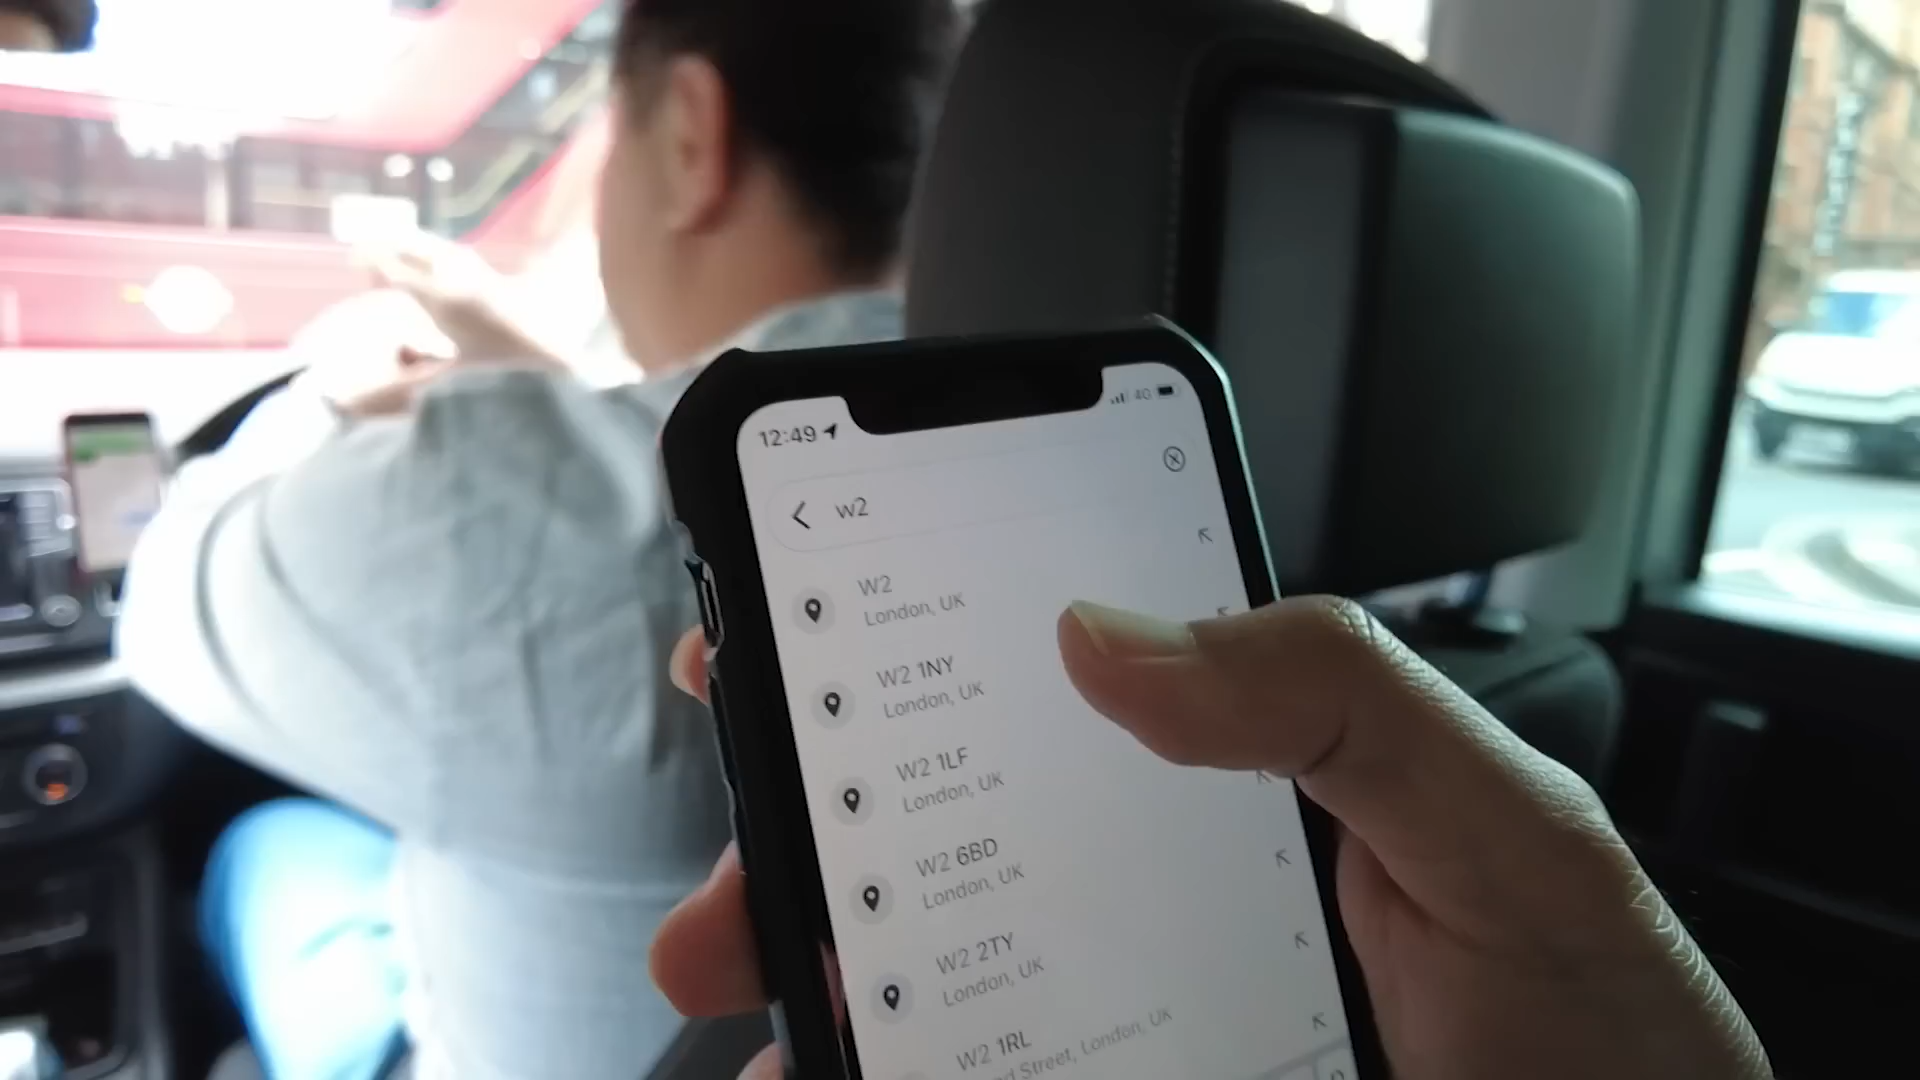 12:49
4G
w2
W2
London, UK
W2 1NY
London, UK
W2 1LF
London, UK
W2 6BD
London, UK
W2 2TY
London, UK
W2 1RL
Street, London, UK